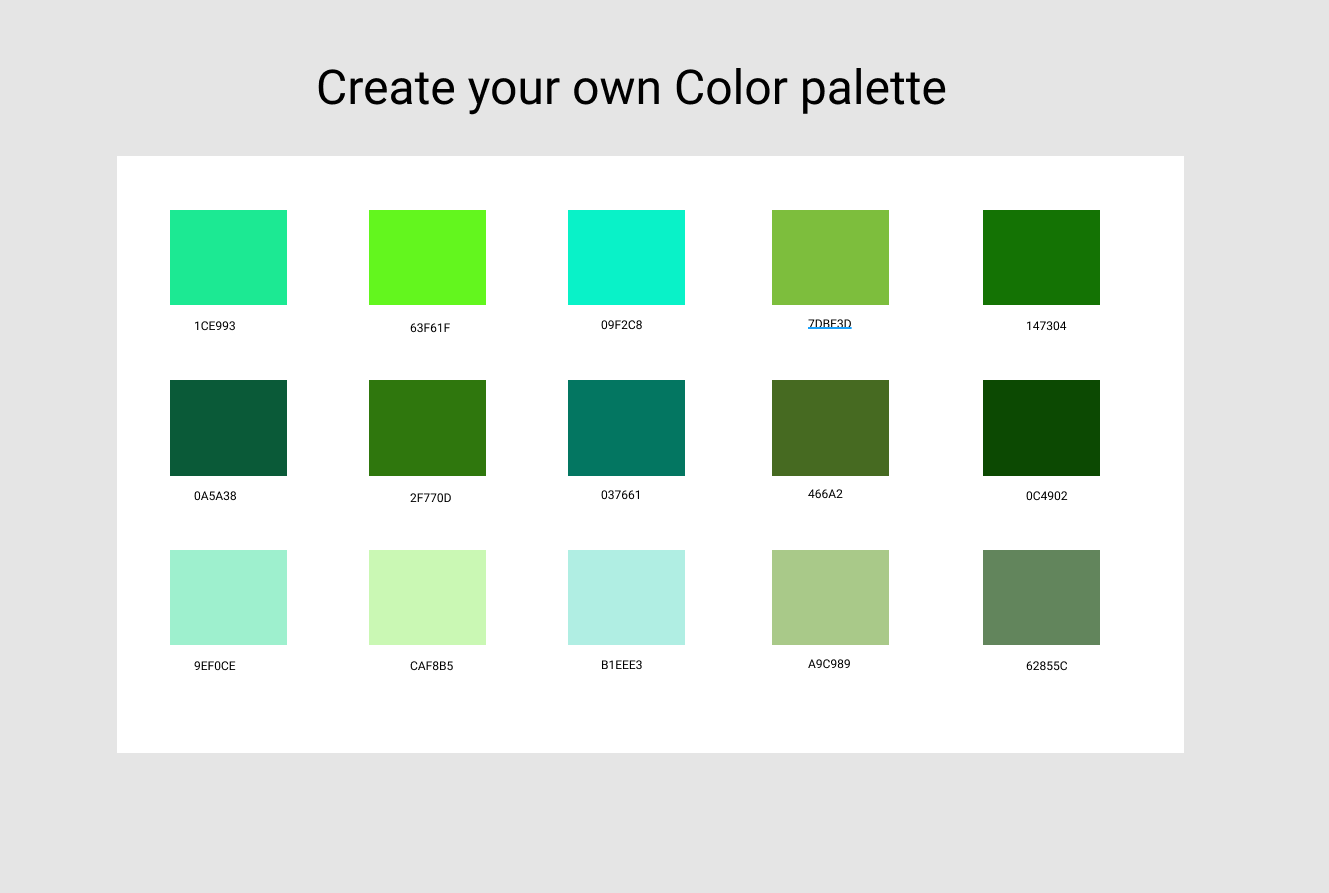 Create your own Color palette
1CE993 63F61F 09F2C8 7DBE3D 147304
0A5A38 2F770D 037661 466A2 0C4902
9EF0CE CAF8B5 B1EEE3 A9C989 62855C